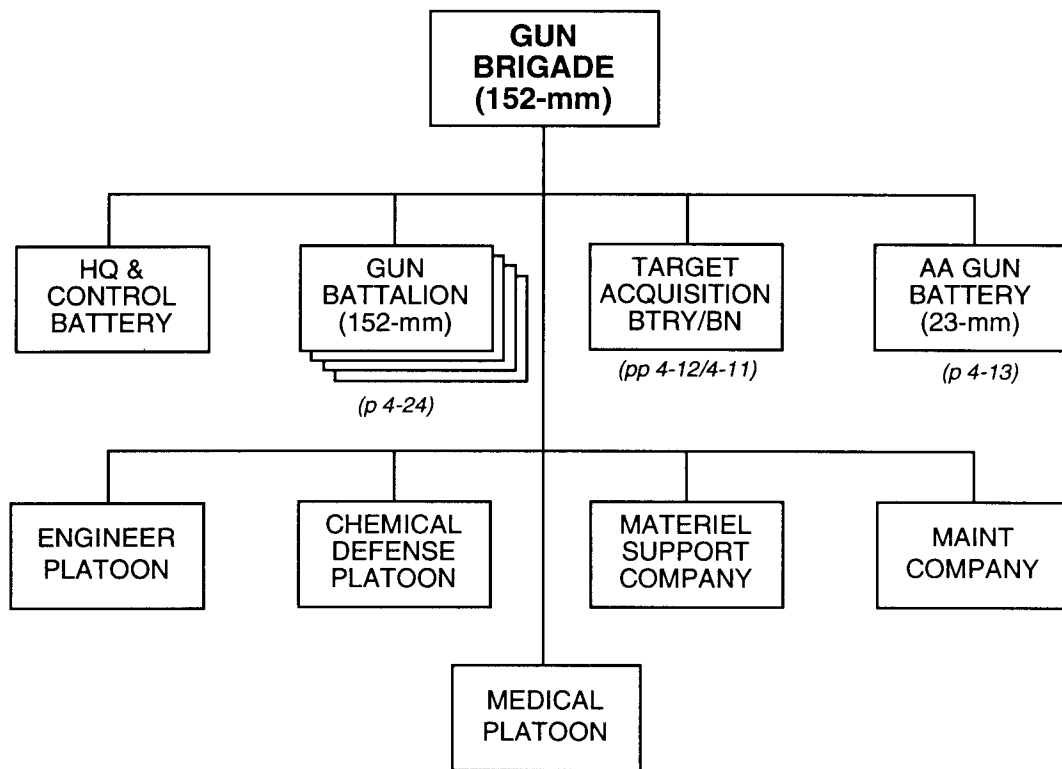 GUN
BRIGADE
(152-mm)
HQ &
CONTROL
BATTERY
GUN
BATTALION
(152-mm)
(p 4-24)
TARGET
ACQUISITION
BTRY/BN
(pp 4-12/4-11)
AA GUN
BATTERY
(23-mm)
(p 4-13)
ENGINEER
PLATOON
CHEMICAL
DEFENSE
PLATOON
MATERIEL
SUPPORT
COMPANY
MAINT
COMPANY
MEDICAL
PLATOON